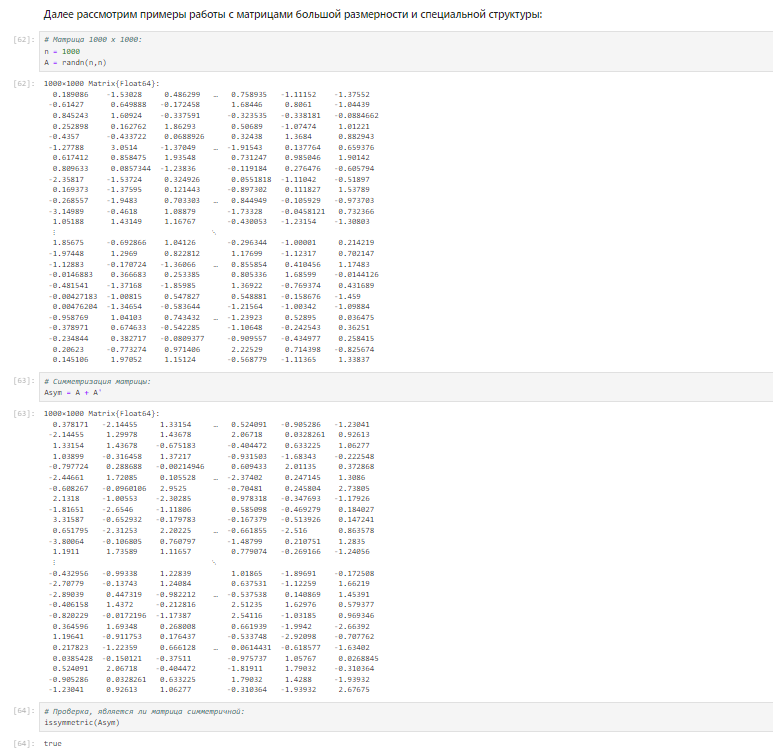 Далее рассмотрим примеры работы с матрицами большой размерности и специальной структуры:
[62]: # Матрица 1000 x 1000:
n = 1000
A = randn(n,n)
[62]: 1000×1000 Matrix{Float64}:
0.189086 -1.53028 0.486299 … 0.758935 -1.11152 -1.37552
-0.61427 0.649888 -0.172458 1.68446 0.8061 -1.04439
0.845243 1.60924 -0.337591 -0.323535 -0.338181 -0.0884662
0.252898 0.162762 1.86293 0.50689 -1.07474 1.01221
-0.4357 -0.433722 0.0688926 0.32438 1.3684 0.882943
-1.27788 3.0514 -1.37049 … -1.91543 0.137764 0.659376
0.617412 0.858475 1.93548 0.731247 0.985046 1.90142
0.809633 0.0857344 -1.23836 -0.119184 0.276476 -0.605794
-2.35817 -1.53724 0.324926 0.0551818 -1.11042 -0.51897
0.169373 -1.37595 0.121443 -0.897302 0.111827 1.53789
-0.268557 -1.9483 0.703303 … 0.844949 -0.105929 -0.973703
-3.14989 -0.4618 1.08879 -1.73328 -0.0458121 0.732366
1.05188 1.43149 1.16767 -0.430053 -1.23154 -1.30803
⋮ ⋱
1.85675 -0.692866 1.04126 -0.296344 -1.00001 0.214219
-1.97448 1.2969 0.822812 1.17699 -1.12317 0.702147
-1.12883 -0.170724 -1.36066 … 0.855854 0.410456 1.17483
-0.0146883 0.366683 0.253385 0.805336 1.68599 -0.0144126
-0.481541 -1.37168 -1.85985 1.36922 -0.769374 0.431689
-0.00427183 -1.00815 0.547827 0.548881 -0.158676 -1.459
0.00476204 -1.34654 -0.583644 -1.21564 -1.00342 -1.09884
-0.958769 1.04103 0.743432 … -1.23923 0.52895 0.036475
-0.378971 0.674633 -0.542285 -1.10648 -0.242543 0.36251
-0.234844 0.382717 -0.0809377 -0.909557 -0.434977 0.258415
0.20623 -0.773274 0.971406 2.22529 0.714398 -0.825674
0.145106 1.97052 1.15124 -0.568779 -1.11365 1.33837
[63]: # Симметризация матрицы:
Asym = A + A'
[63]: 1000×1000 Matrix{Float64}:
0.378171 -2.14455 1.33154 … 0.524091 -0.905286 -1.23041
-2.14455 1.29978 1.43678 2.06718 0.0328261 0.92613
1.33154 1.43678 -0.675183 -0.404472 0.633225 1.06277
1.03899 -0.316458 1.37217 -0.931503 -1.68343 -0.222548
-0.797724 0.288688 -0.00214946 0.609433 2.01135 0.372868
-2.44661 1.72085 0.105528 … -2.37402 0.247145 1.3086
-0.608267 -0.0960106 2.9525 -0.70481 0.245804 2.73805
2.1318 -1.00553 -2.30285 0.978318 -0.347693 -1.17926
-1.81651 -2.6546 -1.11806 0.585098 -0.469279 0.184027
3.31587 -0.652932 -0.179783 -0.167379 -0.513926 0.147241
0.651795 -2.31253 2.20225 … -0.661855 -2.516 0.863578
-3.80064 -0.106805 0.760797 -1.48799 0.210751 1.2835
1.1911 1.73589 1.11657 0.779074 -0.269166 -1.24056
⋮ ⋱
-0.432956 -0.99338 1.22839 1.01865 -1.89691 -0.172508
-2.70779 -0.13743 1.24084 0.637531 -1.12259 1.66219
-2.89039 0.447319 -0.982212 … -0.537538 0.140869 1.45391
-0.406158 1.4372 -0.212816 2.51235 1.62976 0.579377
-0.820229 -0.0172196 -1.17387 2.54116 -1.03185 0.969346
0.364596 1.69348 0.268008 0.661939 -1.9942 -2.66392
1.19641 -0.911753 0.176437 -0.533748 -2.92098 -0.707762
0.217823 -1.22359 0.666128 … 0.0614431 -0.618577 -1.63402
0.0385428 -0.150121 -0.37511 -0.975737 1.05767 0.0268845
0.524091 2.06718 -0.404472 -1.81911 1.79032 -0.310364
-0.905286 0.0328261 0.633225 1.79032 1.4288 -1.93932
-1.23041 0.92613 1.06277 -0.310364 -1.93932 2.67675
[64]: # Проверка, является ли матрица симметричной:
issymmetric(Asym)
[64]: true